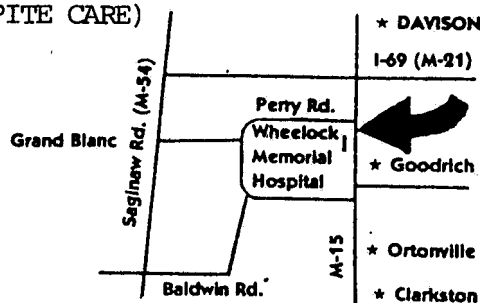 PITE CARE)
★ DAVISON
I-69 (M-21)
Saginaw Rd. (M-54)
Perry Rd.
Grand Blanc
Wheelock
Memorial
Hospital
★ Goodrich
M-15
★ Ortonville
Baldwin Rd.
★ Clarkston